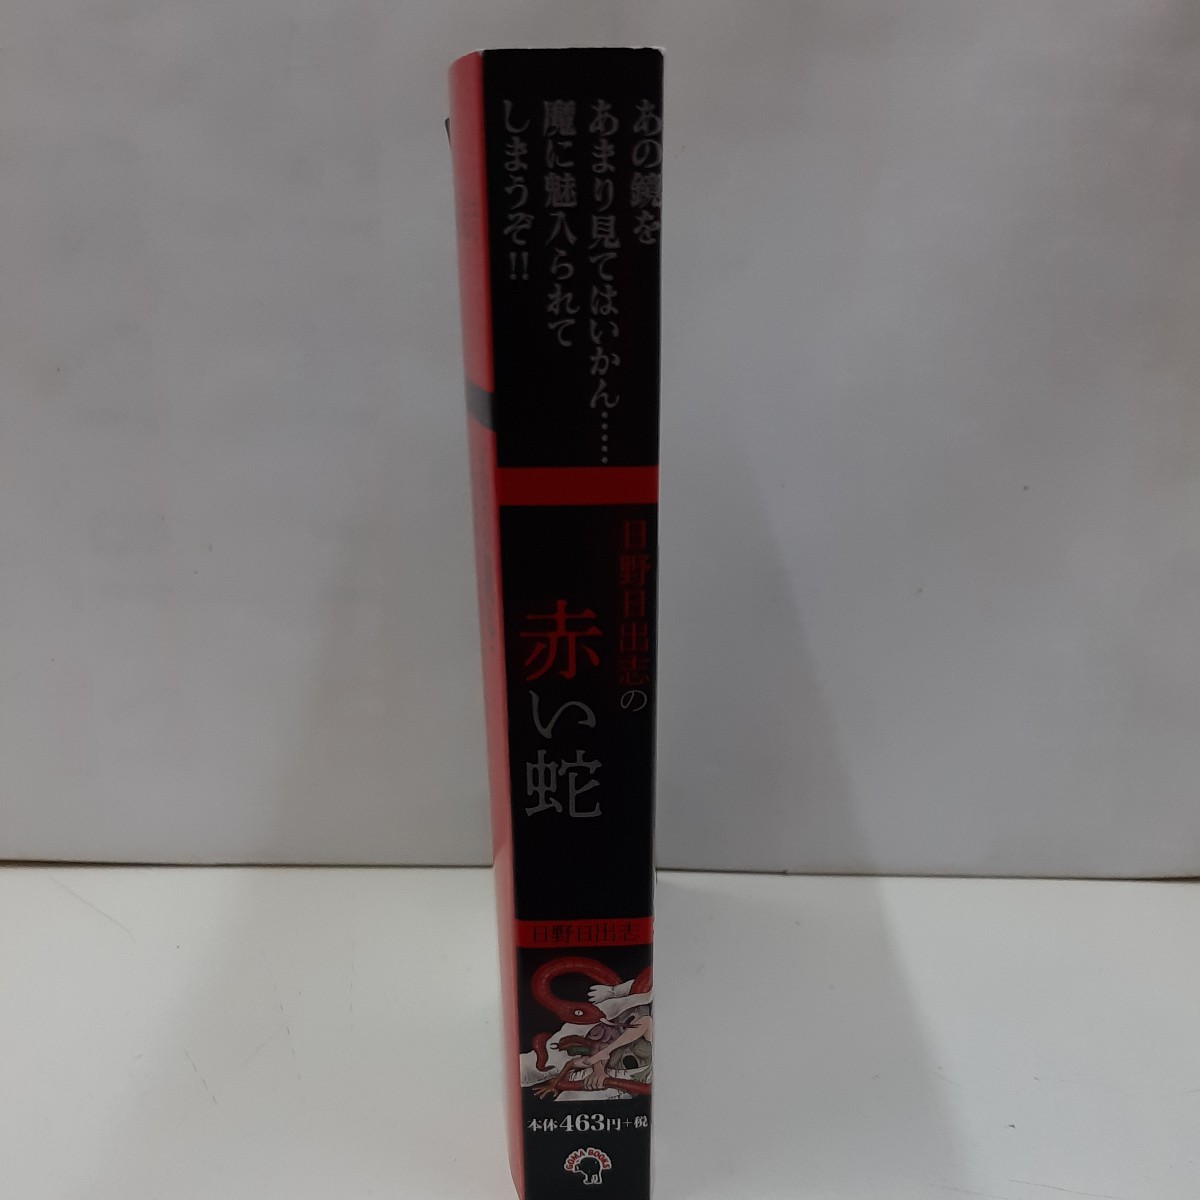 あの鏡を
あまり見てはいかん……
魔に魅入られて
しまうぞ!!
日野日出志の
赤い蛇
日野日出志
本体463円+税
GOMA BOOKS